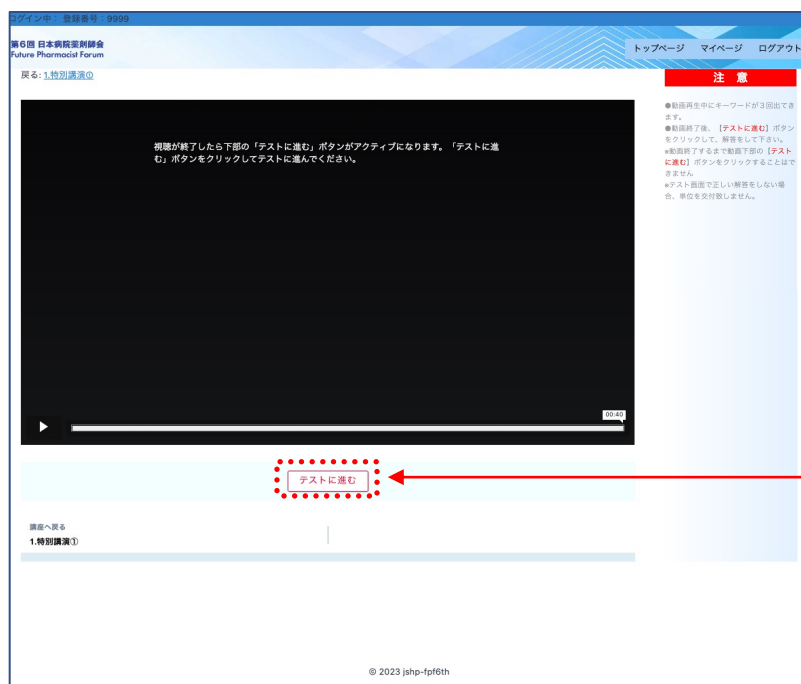 ログイン中： 登録番号：9999
第6回 日本病院薬剤師会
Future Pharmacist Forum
トップページ マイページ ログアウト
戻る: 1.特別講演①
注 意
●動画再生中にキーワードが３回出てき
ます。
●動画終了後、【テストに進む】ボタン
をクリックして、解答をして下さい。
※動画終了するまで動画下部の【テスト
に進む】ボタンをクリックすることはで
きません
※テスト画面で正しい解答をしない場
合、単位を交付致しません。
視聴が終了したら下部の「テストに進む」ボタンがアクティブになります。「テストに進
む」ボタンをクリックしてテストに進んでください。
00:40
テストに進む
講座へ戻る
1.特別講演①
© 2023 jshp-fpf6th